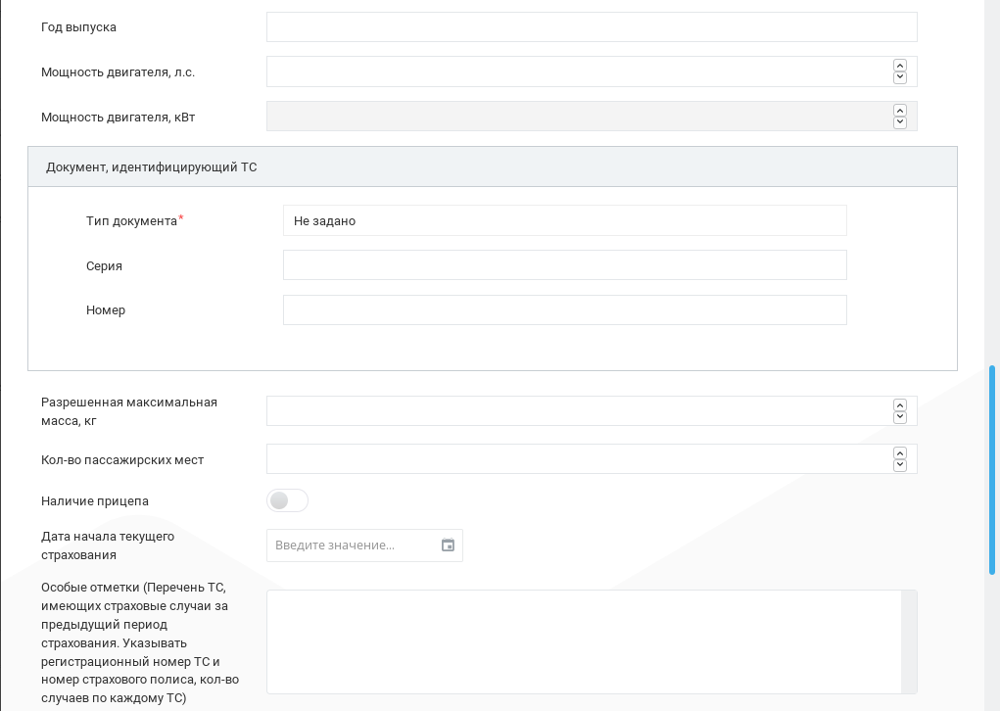 Год выпуска
Мощность двигателя, л.с.
Мощность двигателя, кВт
Документ, идентифицирующий ТС
Тип документа*
Не задано
Серия
Номер
Разрешенная максимальная
масса, кг
Кол-во пассажирских мест
Наличие прицепа
Дата начала текущего
страхования
Введите значение...
Особые отметки (Перечень ТС,
имеющих страховые случаи за
предыдущий период
страхования. Указывать
регистрационный номер ТС и
номер страхового полиса, кол-во
случаев по каждому ТС)